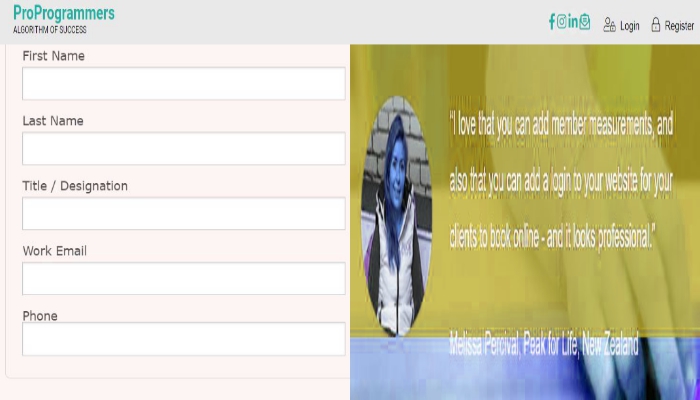 ProProgrammers
ALGORITHM OF SUCCESS
Login
Register
First Name
Last Name
Title / Designation
Work Email
Phone
"I love that you can add member measurements, and
also that you can add a login to your website for your
clients to book online - and it looks professional."
Melissa Percival, Peak for Life, New Zealand